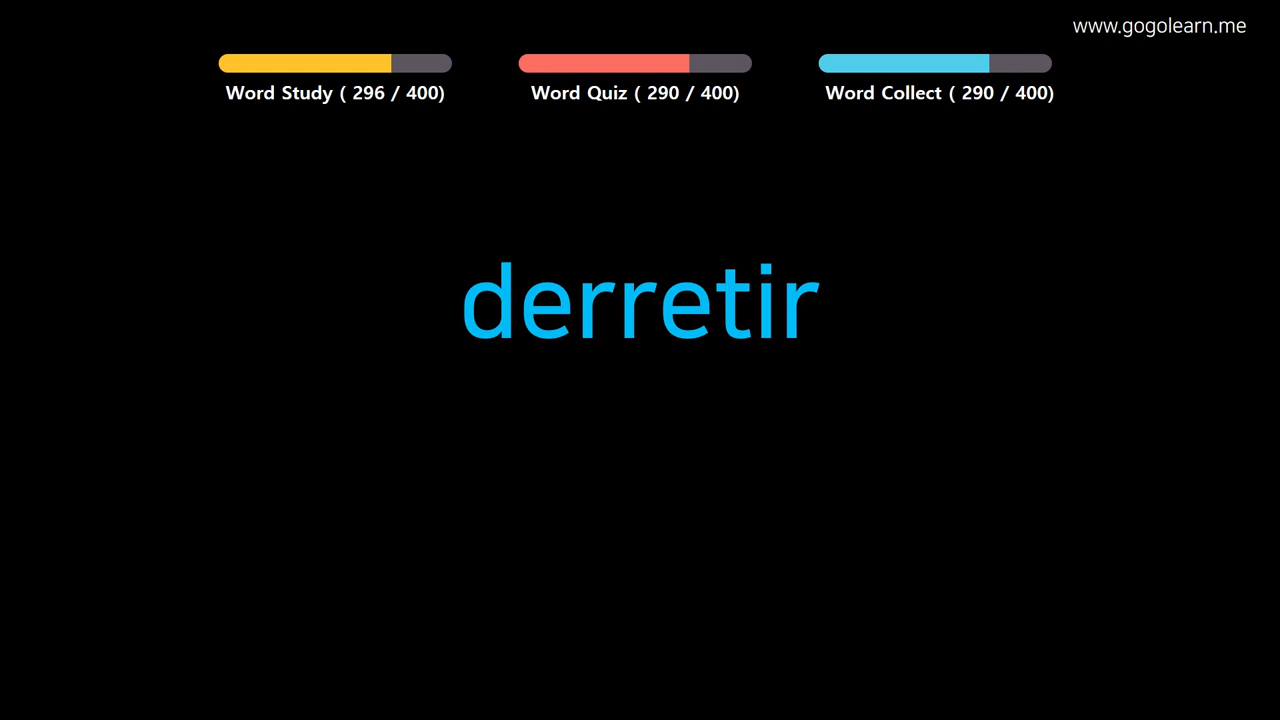 www.gogolearn.me
Word Study ( 296 / 400)
Word Quiz ( 290 / 400)
Word Collect ( 290 / 400)
derretir